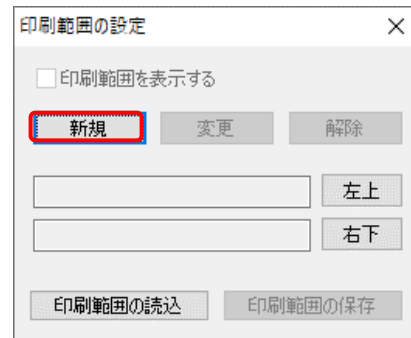 印刷範囲の設定
印刷範囲を表示する
新規 変更 解除
左上
右下
印刷範囲の読込 印刷範囲の保存